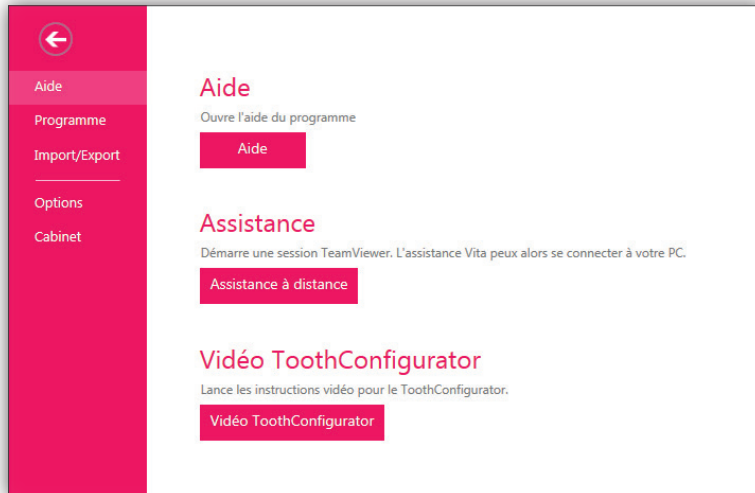 Aide
Programme
Import/Export
Options
Cabinet
Aide
Ouvre l'aide du programme
Aide
Assistance
Démarre une session TeamViewer. L'assistance Vita peux alors se connecter à votre PC.
Assistance à distance
Vidéo ToothConfigurator
Lance les instructions vidéo pour le ToothConfigurator.
Vidéo ToothConfigurator